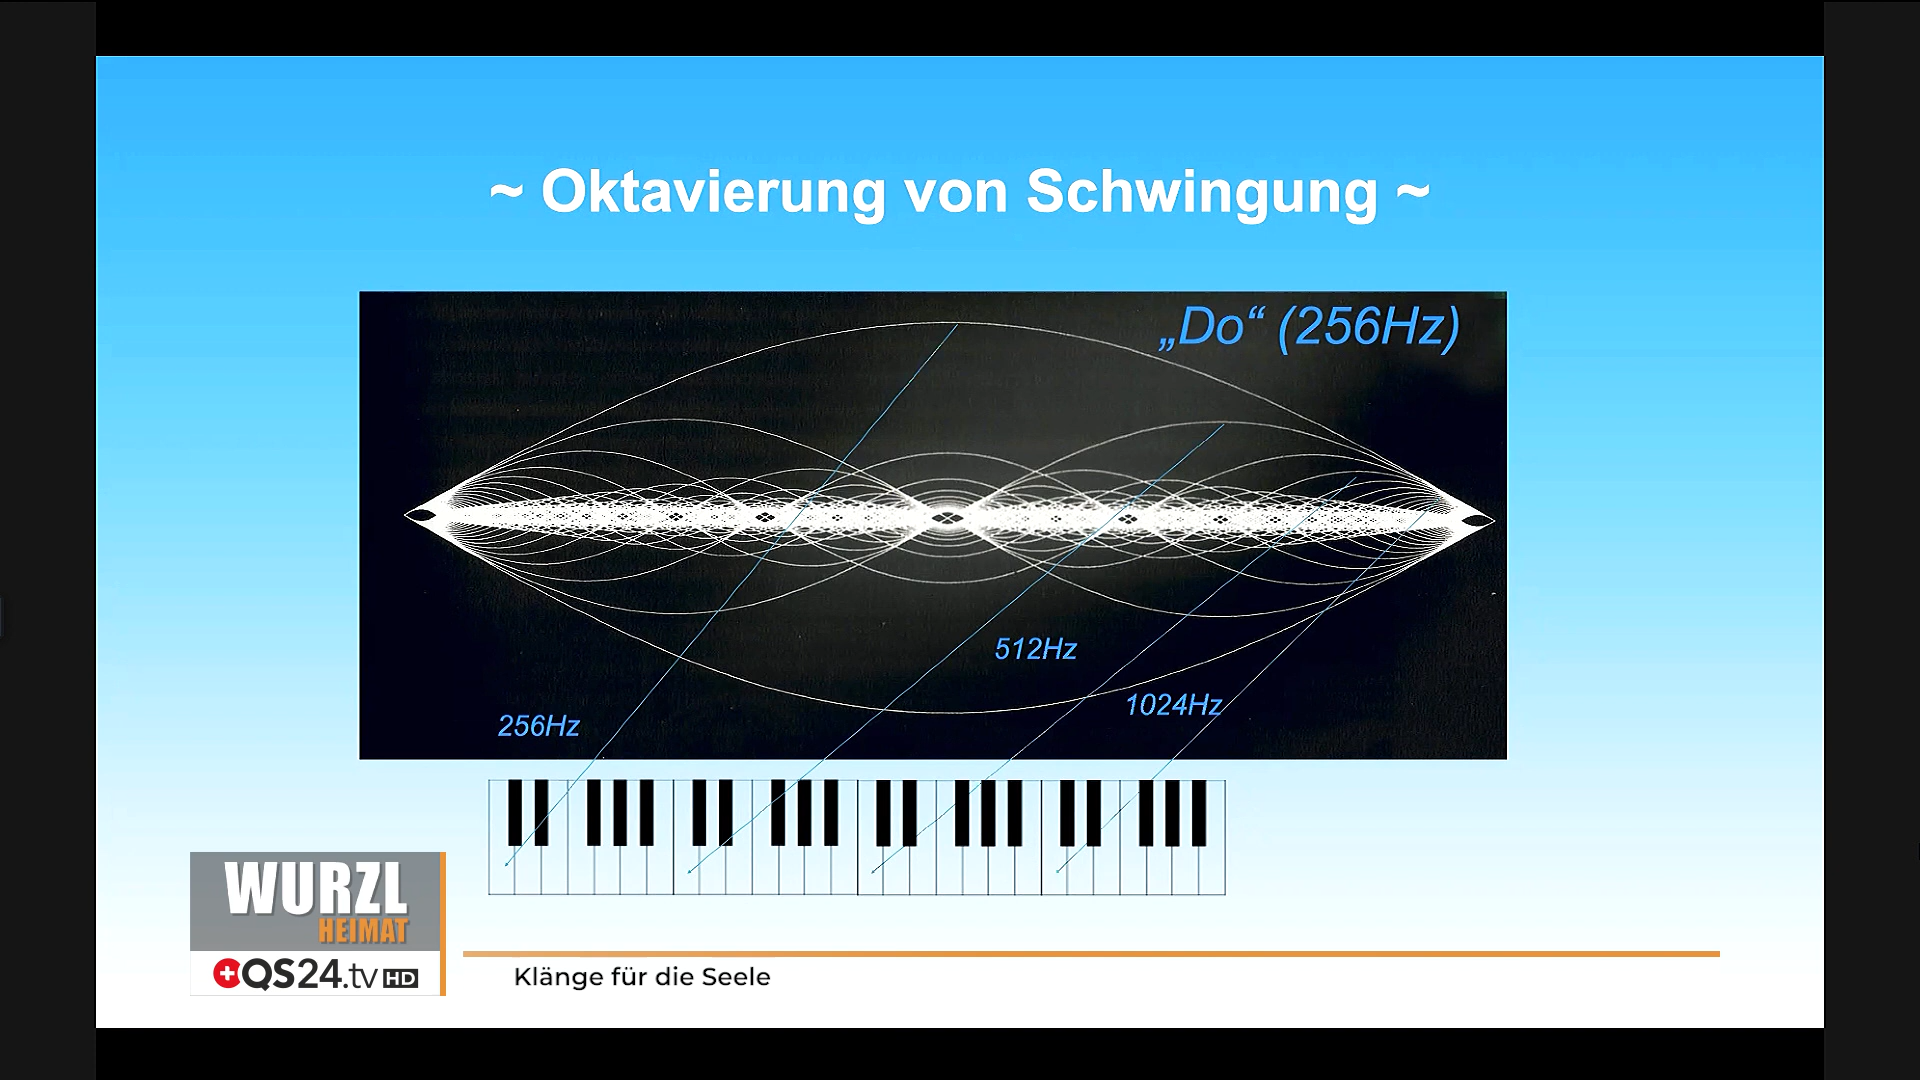 ~ Oktavierung von Schwingung ~
„Do“ (256Hz)
512Hz
1024Hz
256Hz
WURZL
HEIMAT
QS24.tv HD
Klänge für die Seele